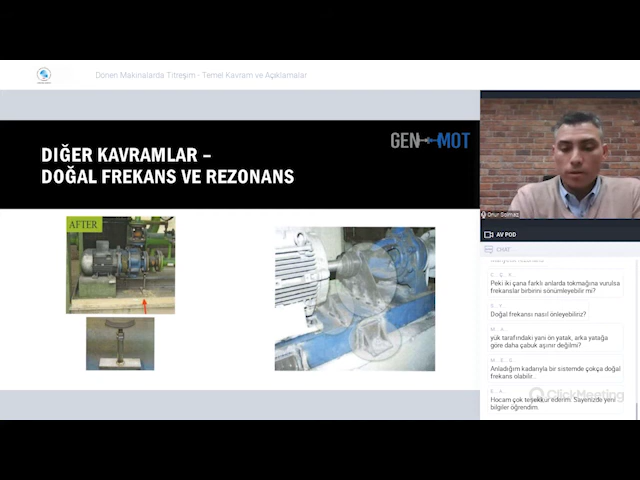 Dönen Makinalarda Titreşim - Temel Kavram ve Açıklamalar
GEN MOT
DIĞER KAVRAMLAR –
DOĞAL FREKANS VE REZONANS
AFTER
Onur Solmaz
AV POD
CHAT
Peki iki çana farklı anlarda tokmağına vurulsa
frekanslar birbirini sönümleyebilir mi?
Doğal frekansı nasıl önleyebiliriz?
yük tarafındaki yani ön yatak, arka yatağa
göre daha çabuk aşınır değilmi?
Anladığım kadarıyla bir sistemde çokça doğal
frekans olabilir.
ClickMeeting
Hocam çok teşekkür ederim. Sayenizde yeni
bilgiler öğrendim.